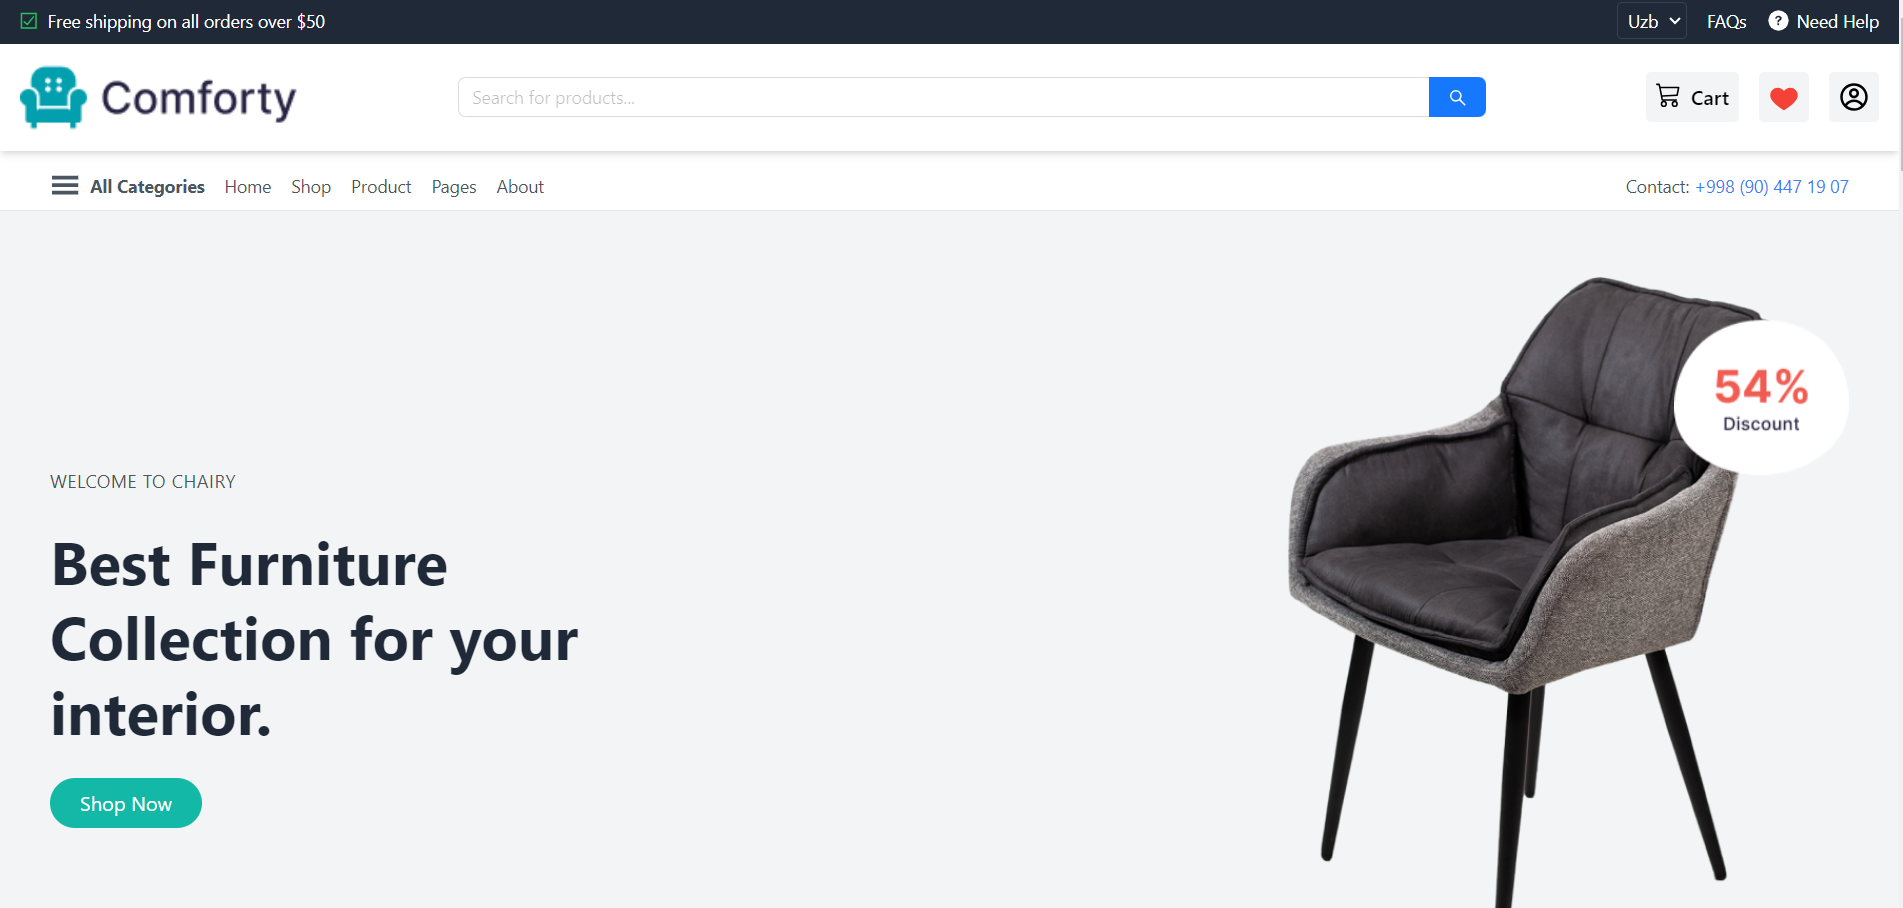 Free shipping on all orders over $50
Uzb
FAQs
? Need Help
Comforty
Search for products...
Cart
All Categories
Home
Shop
Product
Pages
About
Contact: +998 (90) 447 19 07
54%
Discount
WELCOME TO CHAIRY
Best Furniture
Collection for your
interior.
Shop Now